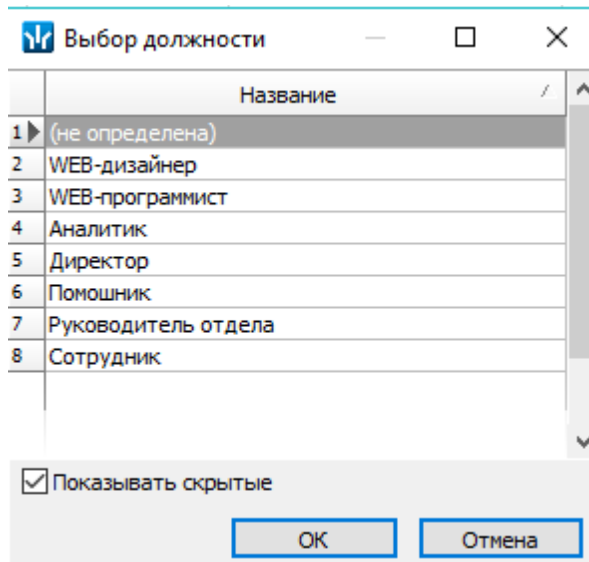 Выбор должности
Название
1 (не определена)
2 WEB-дизайнер
3 WEB-программист
4 Аналитик
5 Директор
6 Помошник
7 Руководитель отдела
8 Сотрудник
Показывать скрытые
ОК Отмена